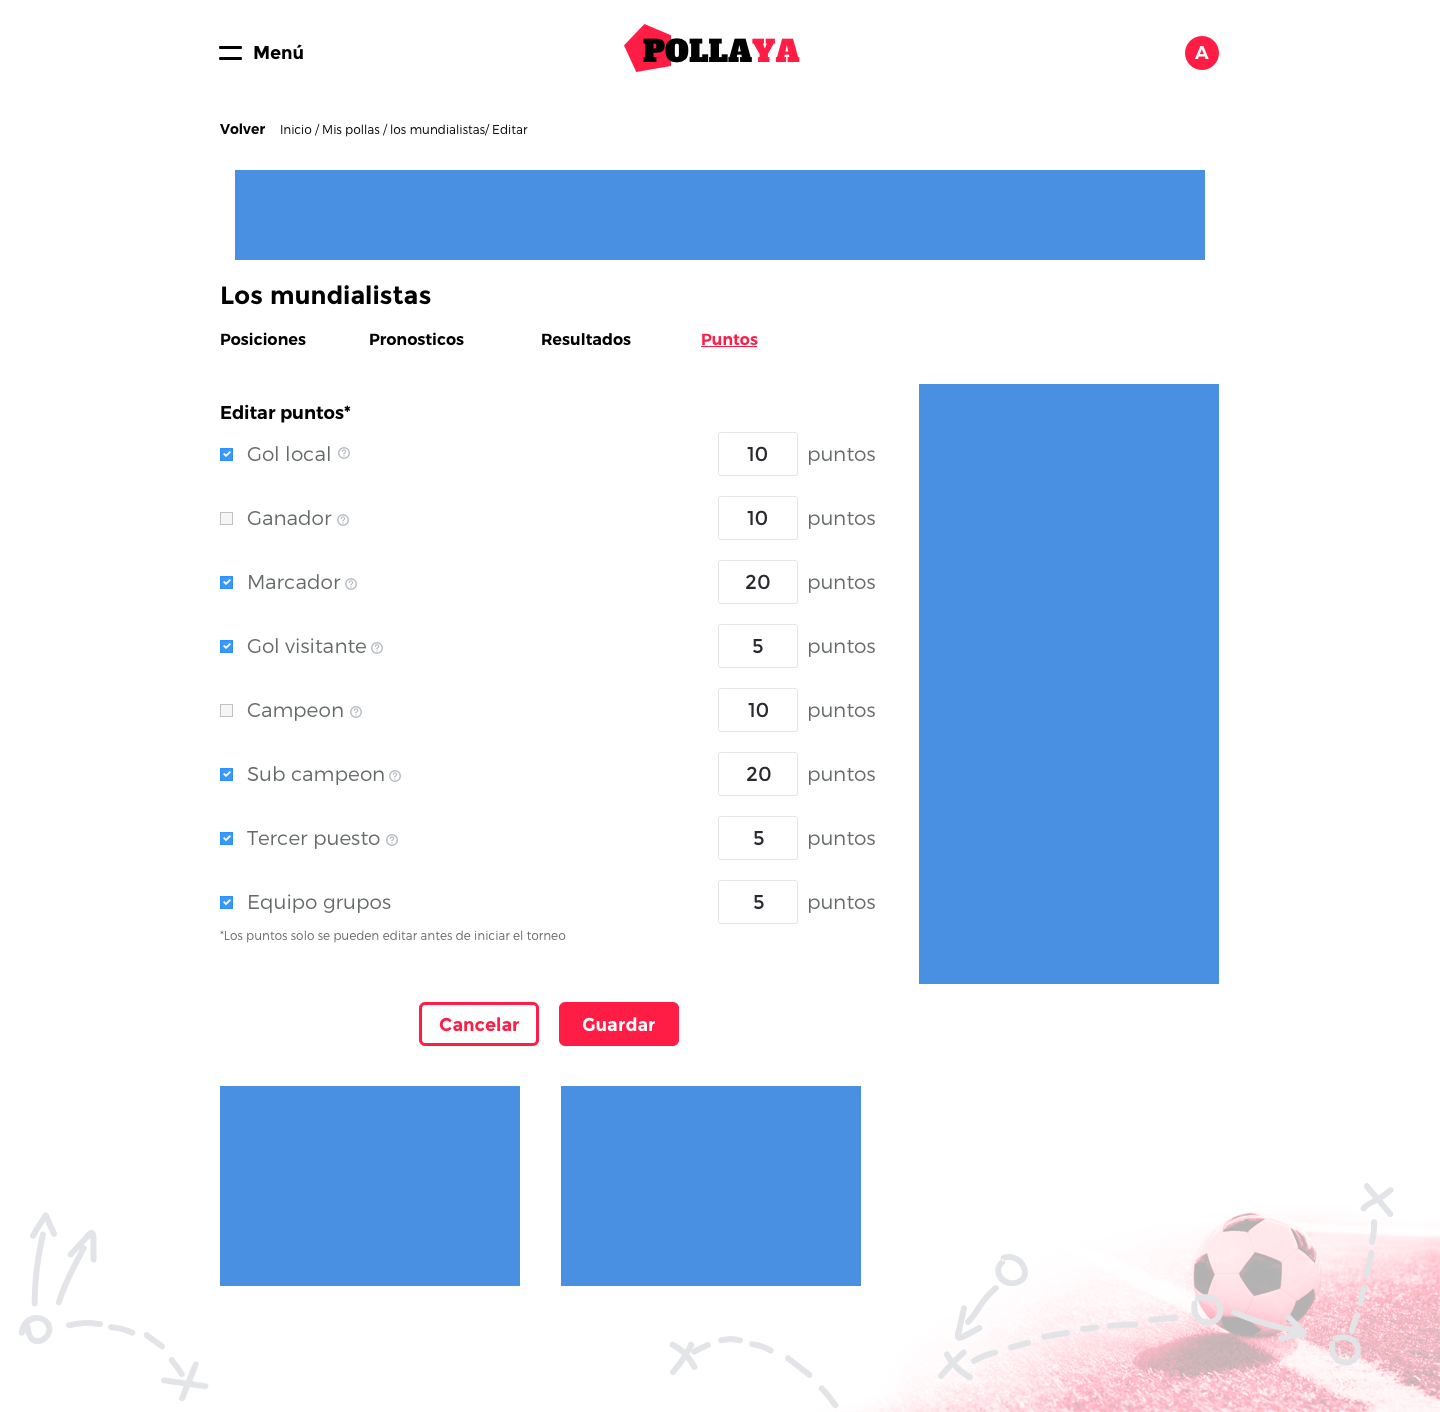 Menú
POLLAYA
A
Volver Inicio / Mis pollas / los mundialistas/ Editar
Los mundialistas
Posiciones Pronosticos Resultados Puntos
Editar puntos*
Gol local ? 10 puntos
Ganador ? 10 puntos
Marcador ? 20 puntos
Gol visitante ? 5 puntos
Campeon ? 10 puntos
Sub campeon ? 20 puntos
Tercer puesto ? 5 puntos
Equipo grupos 5 puntos
*Los puntos solo se pueden editar antes de iniciar el torneo
Cancelar Guardar